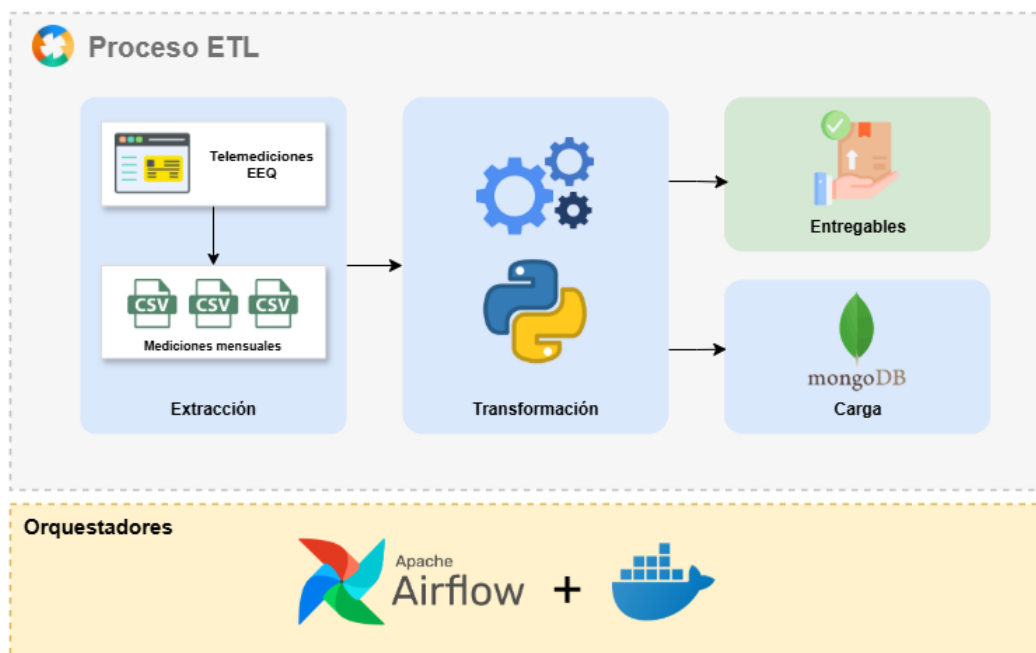 Proceso ETL
Telemediciones
EEQ
CSV CSV CSV
Mediciones mensuales
Extracción
Transformación
Entregables
mongoDB
Carga
Orquestadores
Apache
Airflow +